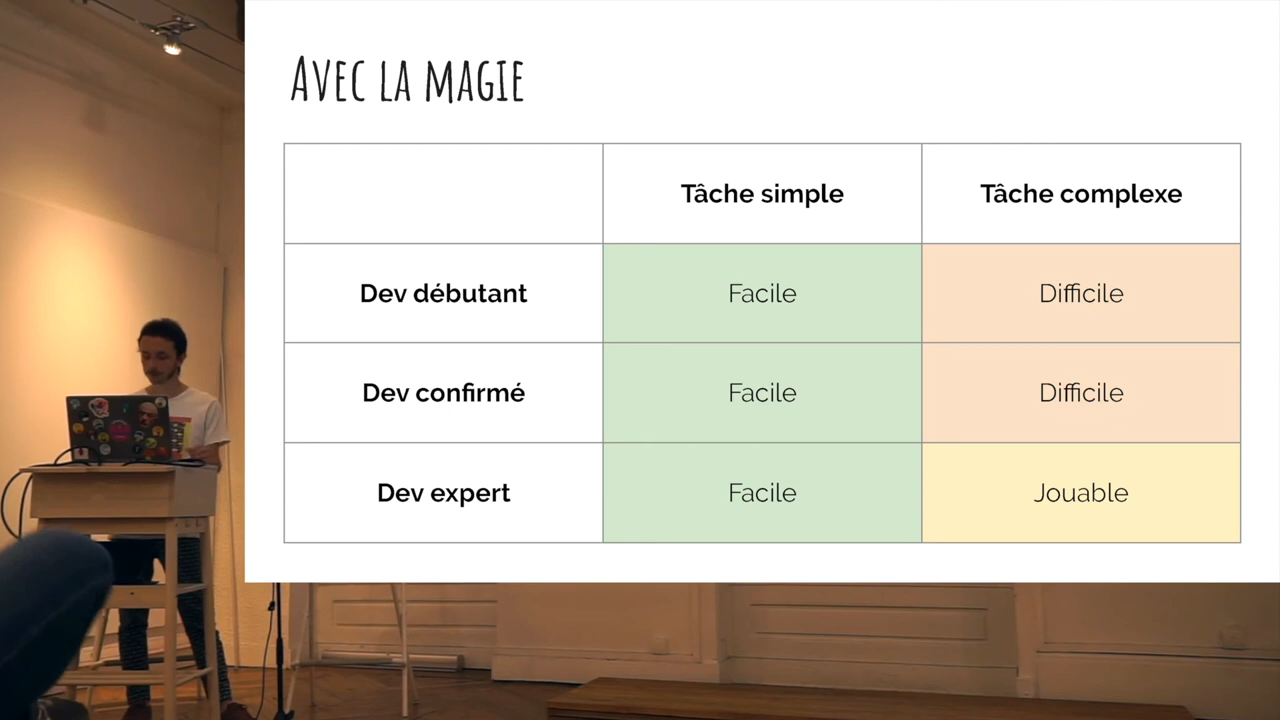 Avec la magie
Tâche simple
Tâche complexe
Dev débutant
Facile
Difficile
Dev confirmé
Facile
Difficile
Dev expert
Facile
Jouable